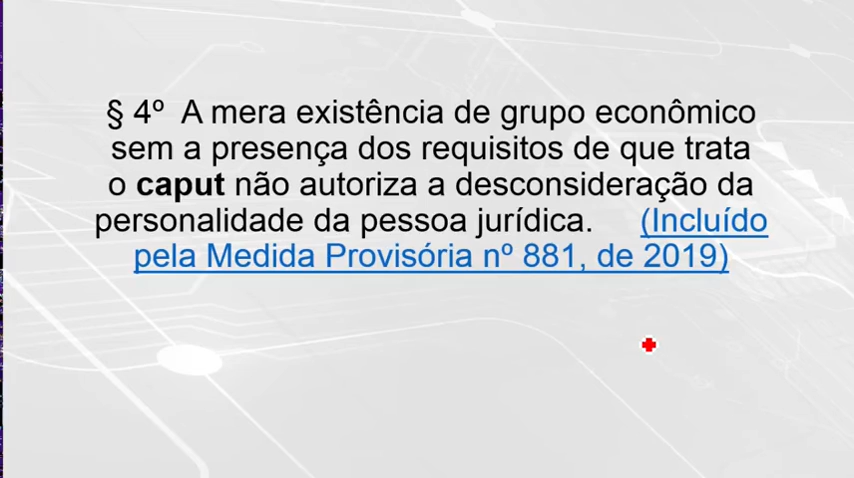 § 4º  A mera existência de grupo econômico
sem a presença dos requisitos de que trata
o caput não autoriza a desconsideração da
personalidade da pessoa jurídica.     (Incluído
pela Medida Provisória nº 881, de 2019)